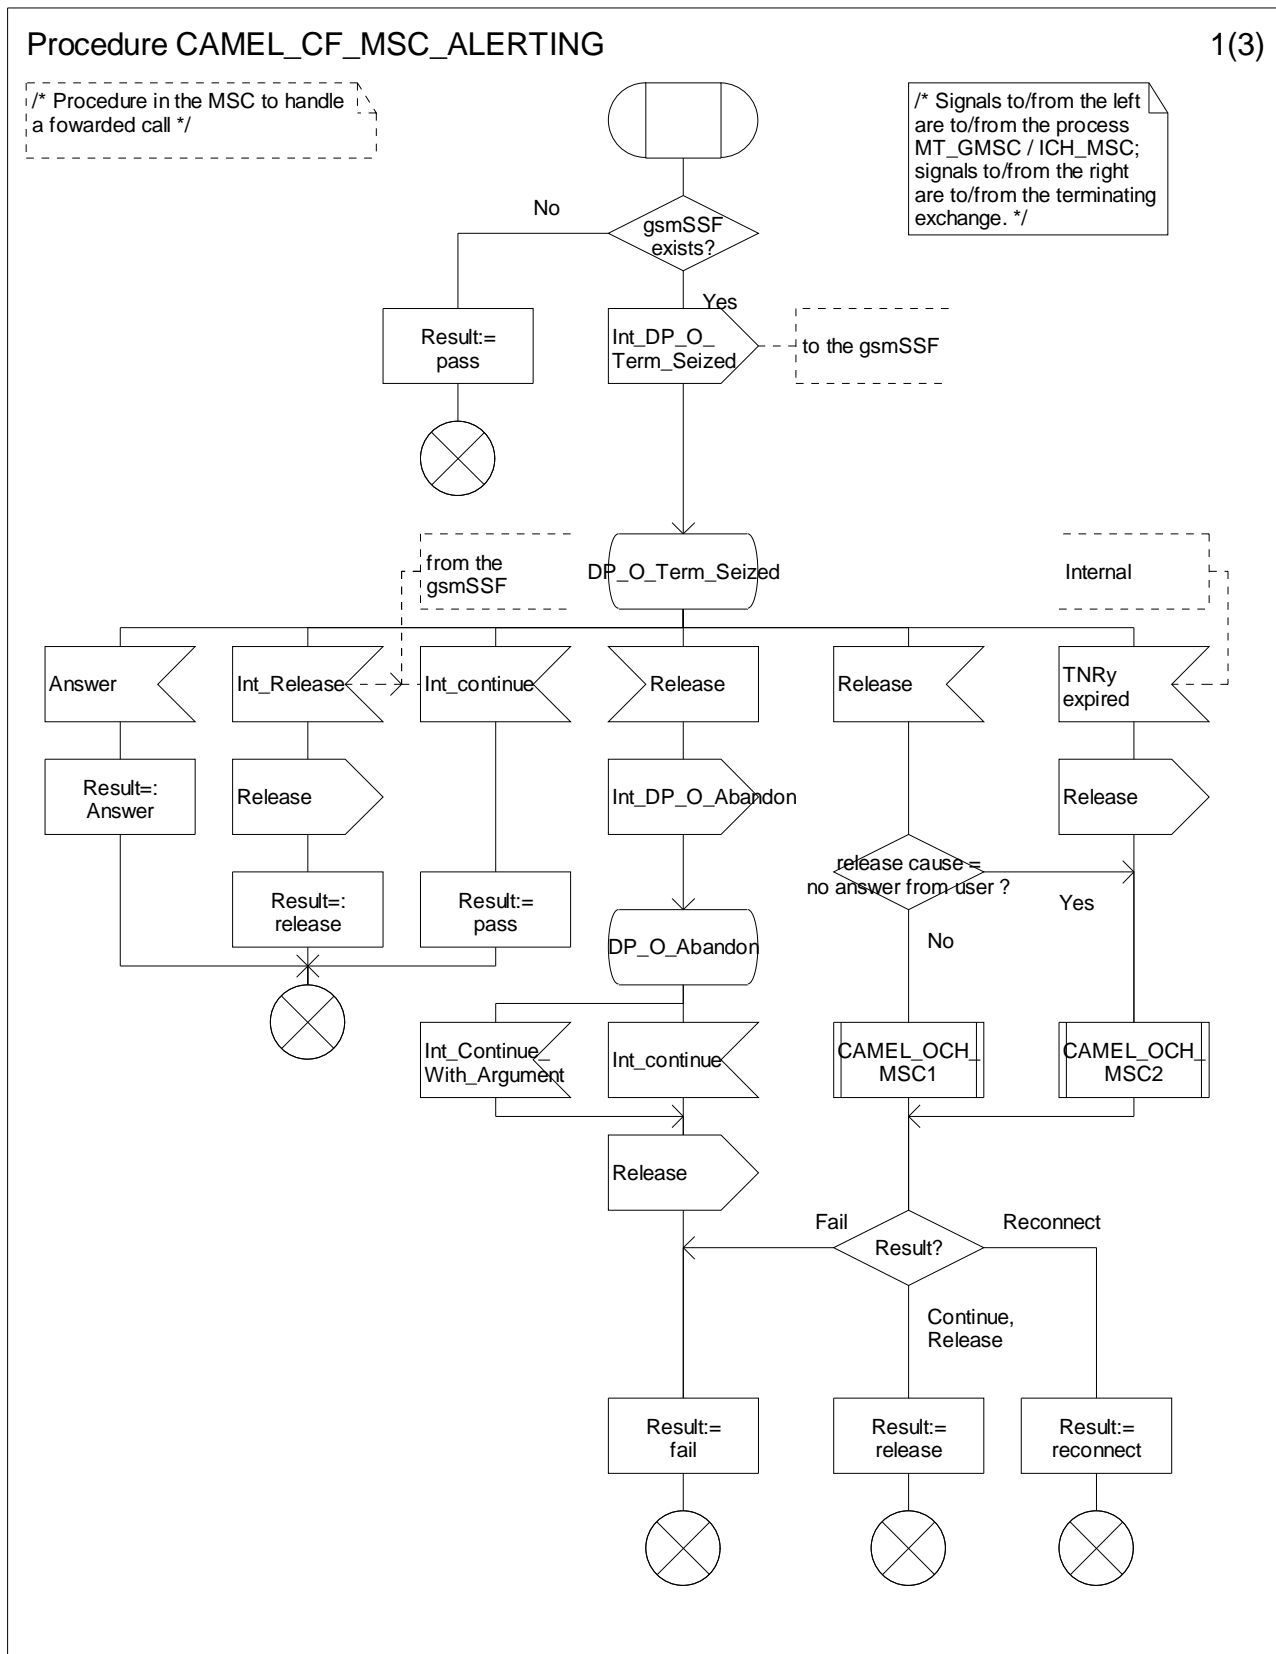 Procedure CAMEL_CF_MSC_ALERTING
1(3)
/* Procedure in the MSC to handle
a fowarded call */
/* Signals to/from the left
are to/from the process
MT_GMSC / ICH_MSC;
signals to/from the right
are to/from the terminating
exchange. */
No
gsmSSF
exists?
Yes
Result:=
pass
Int_DP_O_
Term_Seized
to the gsmSSF
from the
gsmSSF
DP_O_Term_Seized
Internal
Answer
Int_Release
Int_continue
Release
Release
TNRy
expired
Result=:
Answer
Release
Int_DP_O_Abandon
Release
release cause =
no answer from user ?
Yes
No
Result=:
release
Result:=
pass
DP_O_Abandon
Int_Continue_
With_Argument
Int_continue
CAMEL_OCH_
MSC1
CAMEL_OCH_
MSC2
Release
Fail
Result?
Reconnect
Continue,
Release
Result:=
fail
Result:=
release
Result:=
reconnect